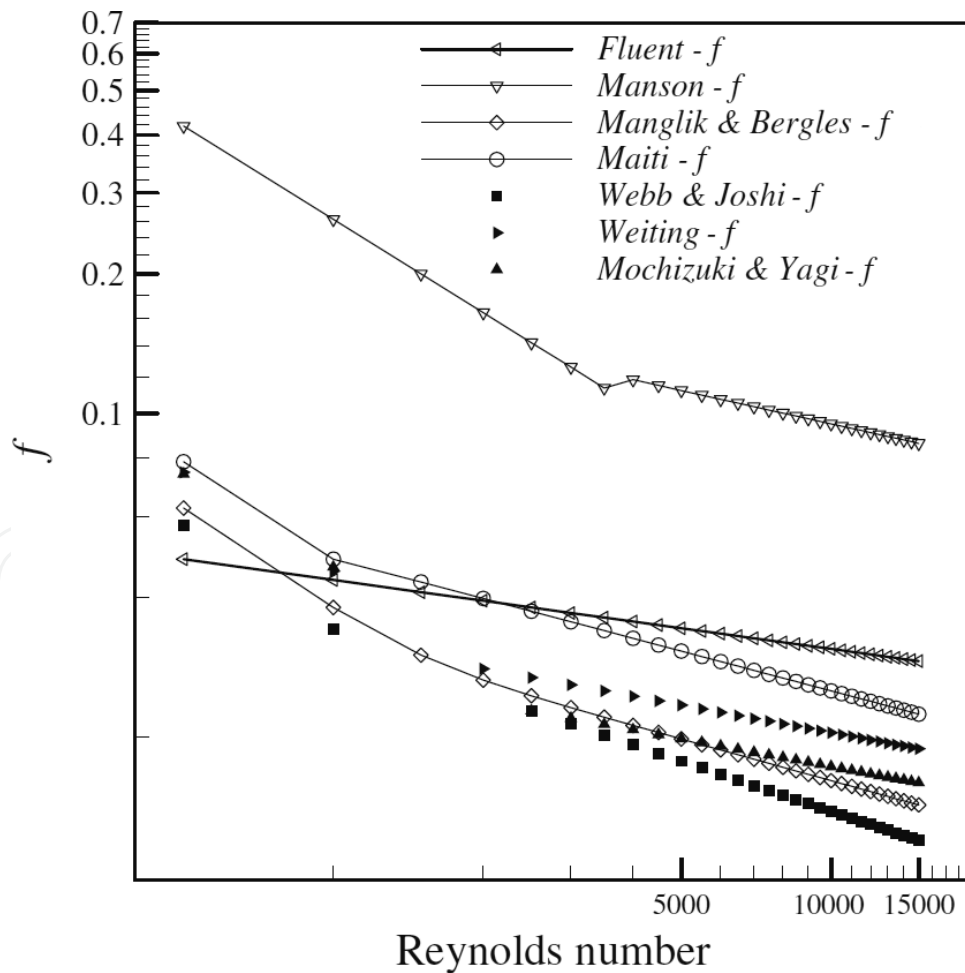 0.7
0.6
0.5
0.4
0.3
0.2
0.1
f
Fluent - f
Manson - f
Manglik & Bergles - f
Maiti - f
Webb & Joshi - f
Weiting - f
Mochizuki & Yagi - f
5000 10000 15000
Reynolds number